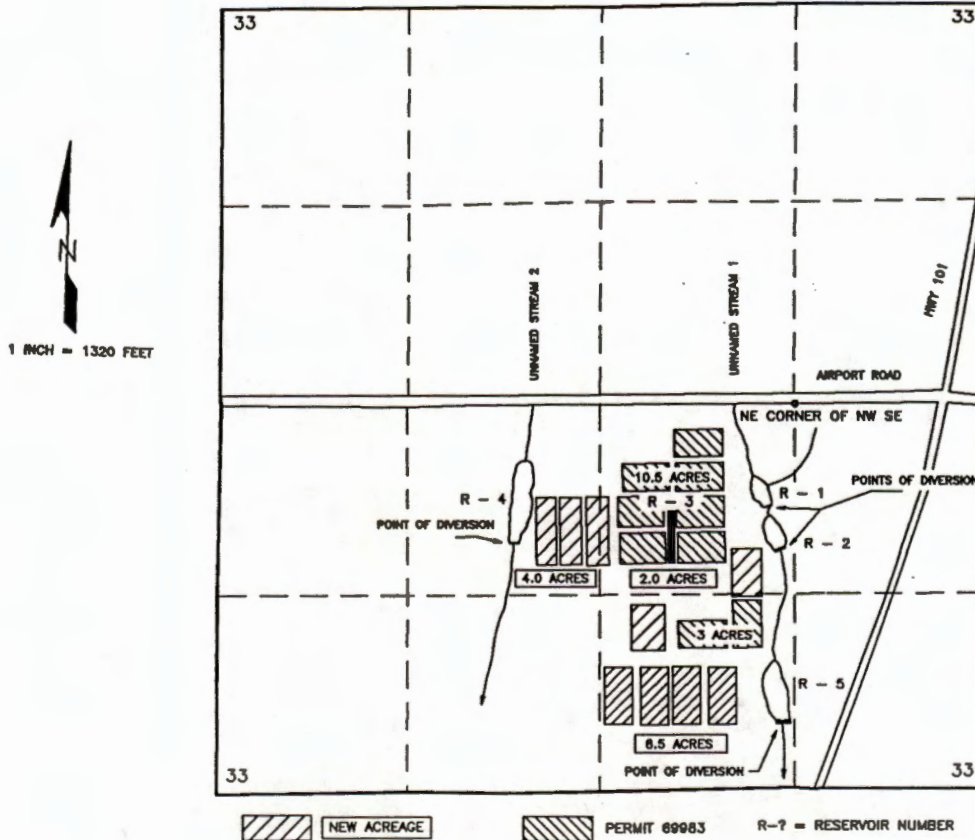 33
33
N
1 INCH = 1320 FEET
UNNAMED STREAM 2
UNNAMED STREAM 1
HWY 101
AIRPORT ROAD
NE CORNER OF NW SE
10.5 ACRES
R - 4
R - 3
R - 1
POINTS OF DIVERSION
POINT OF DIVERSION
R - 2
4.0 ACRES
2.0 ACRES
3 ACRES
R - 5
6.5 ACRES
POINT OF DIVERSION
33
33
NEW ACREAGE
PERMIT 69983
R-? = RESERVOIR NUMBER